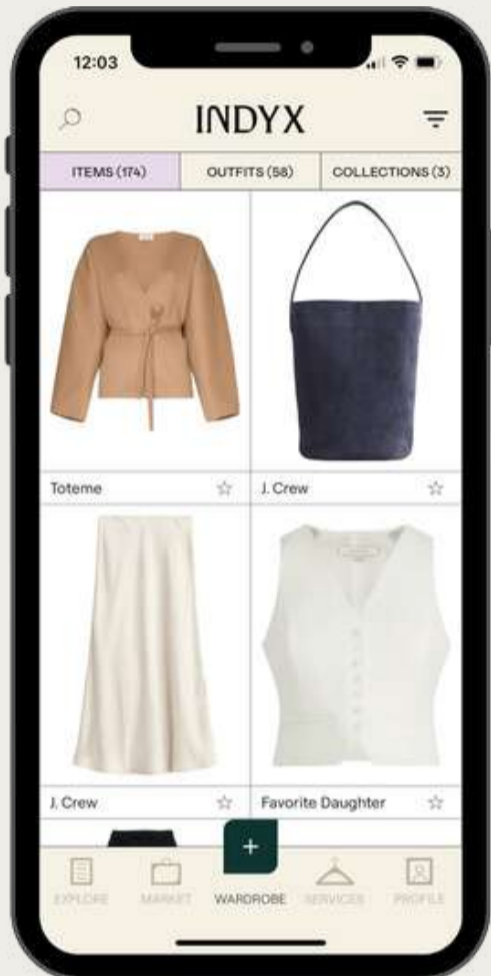 12:03
INDYX
ITEMS (174) OUTFITS (58) COLLECTIONS (3)
Toteme J. Crew
J. Crew Favorite Daughter
+
EXPLORE MARKET WARDROBE SERVICES PROFILE